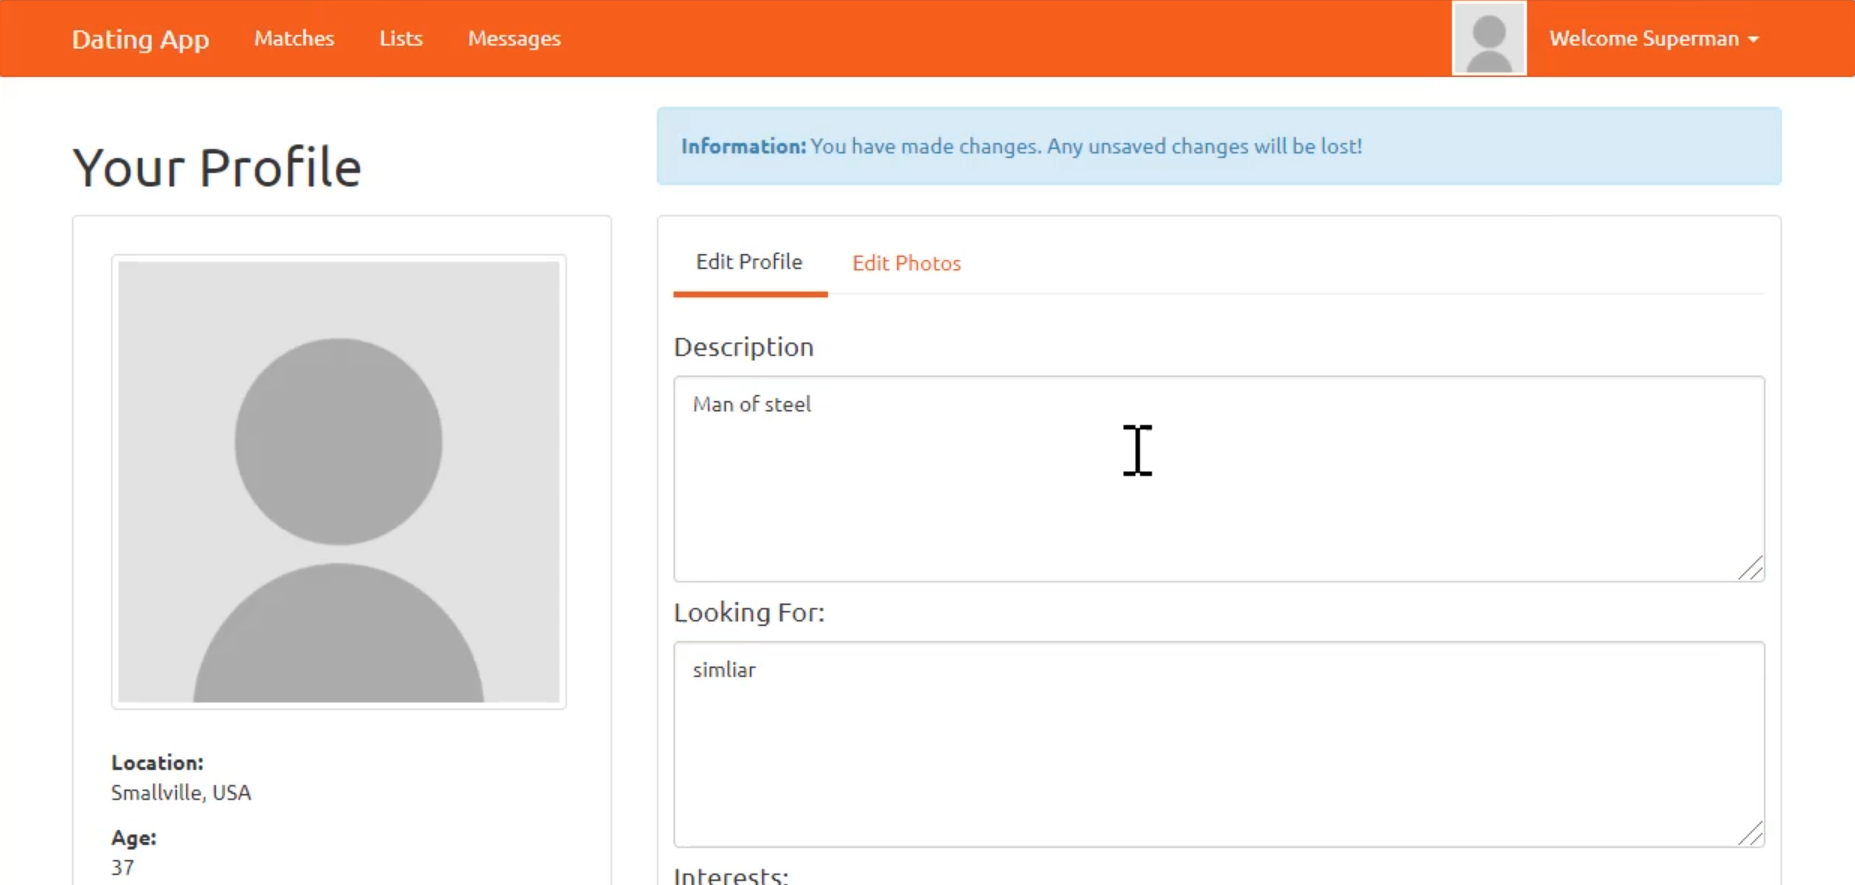 Dating App Matches Lists Messages Welcome Superman
Your Profile
Information: You have made changes. Any unsaved changes will be lost!
Edit Profile Edit Photos
Description
Man of steel
Looking For:
simliar
Location:
Smallville, USA
Age:
37
Interests: